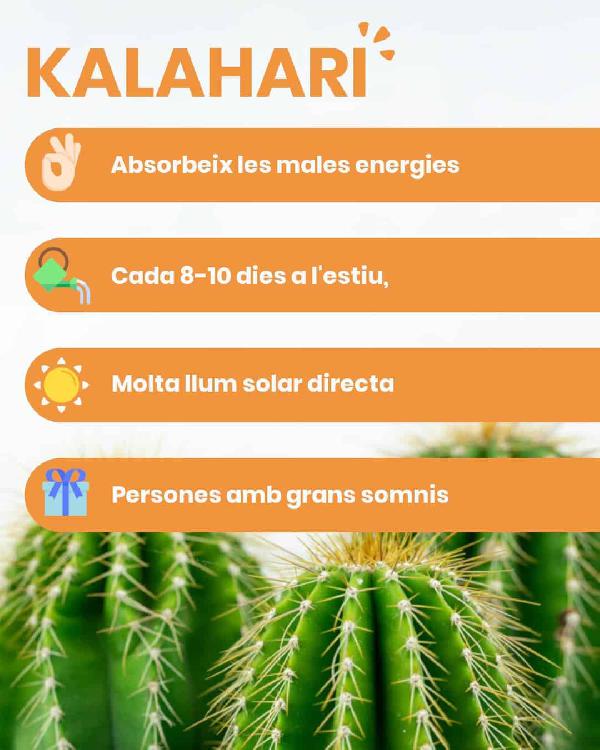 KALAHARI
Absorbeix les males energies
Cada 8-10 dies a l'estiu,
Molta llum solar directa
Persones amb grans somnis